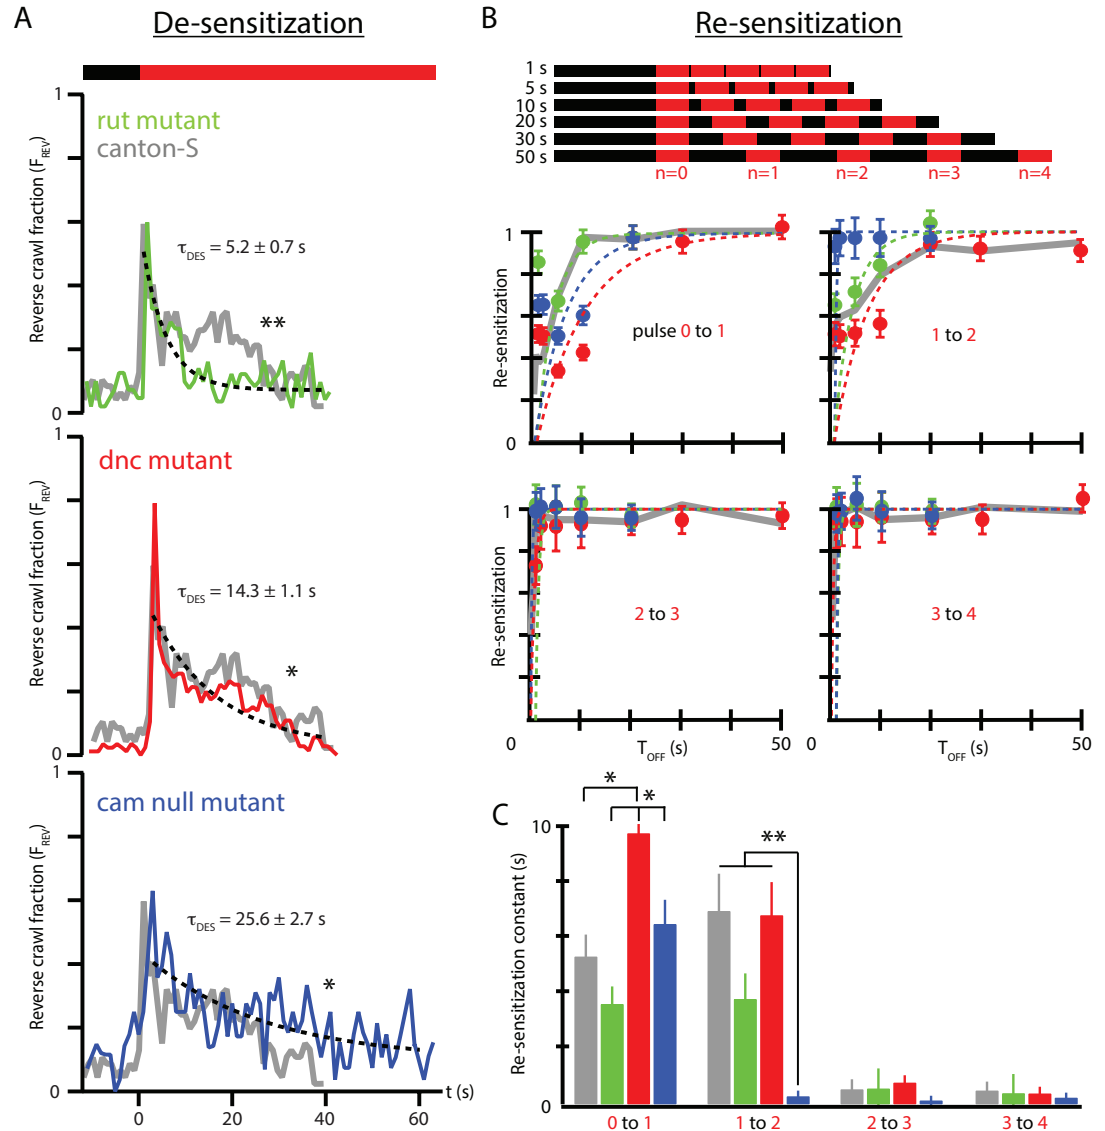 A
De-sensitization
1
rut mutant
canton-S
Reverse crawl fraction (F_REV)
τ_DES = 5.2 ± 0.7 s
**
0
1
dnc mutant
Reverse crawl fraction (F_REV)
τ_DES = 14.3 ± 1.1 s
*
0
1
cam null mutant
Reverse crawl fraction (F_REV)
τ_DES = 25.6 ± 2.7 s
*
0
t (s)
0 20 40 60
B
Re-sensitization
1 s
5 s
10 s
20 s
30 s
50 s
n=0 n=1 n=2 n=3 n=4
1
Re-sensitization
pulse 0 to 1
0
1
1 to 2
0
1
Re-sensitization
2 to 3
0 T_OFF (s) 50
1
3 to 4
0 T_OFF (s) 50
C
* * **
10
Re-sensitization constant (s)
0
0 to 1 1 to 2 2 to 3 3 to 4